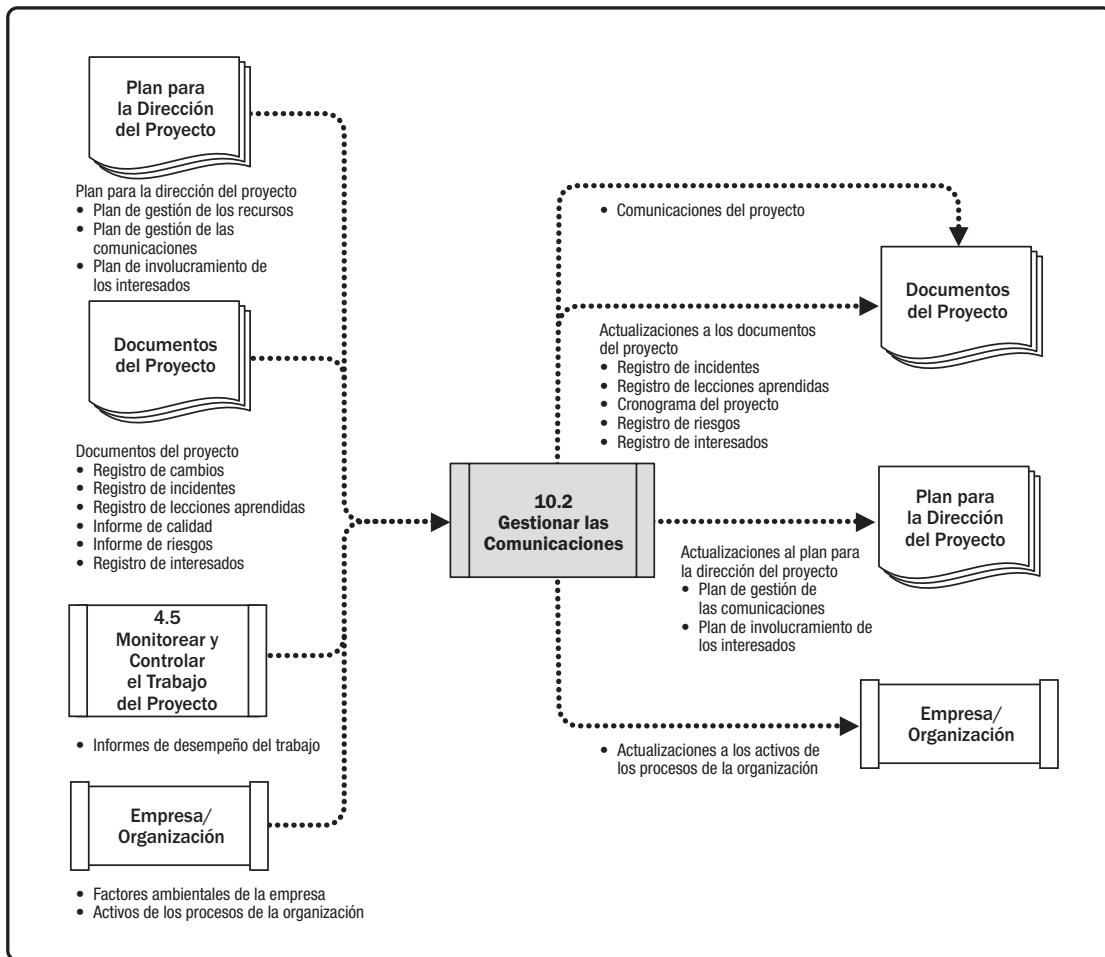 Plan para
la Dirección
del Proyecto
Plan para la dirección del proyecto
• Plan de gestión de los recursos
• Plan de gestión de las
comunicaciones
• Plan de involucramiento de
los interesados
Documentos
del Proyecto
Documentos del proyecto
• Registro de cambios
• Registro de incidentes
• Registro de lecciones aprendidas
• Informe de calidad
• Informe de riesgos
• Registro de interesados
4.5
Monitorear y
Controlar
el Trabajo
del Proyecto
• Informes de desempeño del trabajo
Empresa/
Organización
• Factores ambientales de la empresa
• Activos de los procesos de la organización
10.2
Gestionar las
Comunicaciones
• Comunicaciones del proyecto
Documentos
del Proyecto
Actualizaciones a los documentos
del proyecto
• Registro de incidentes
• Registro de lecciones aprendidas
• Cronograma del proyecto
• Registro de riesgos
• Registro de interesados
Plan para
la Dirección
del Proyecto
Actualizaciones al plan para
la dirección del proyecto
• Plan de gestión de
las comunicaciones
• Plan de involucramiento de
los interesados
Empresa/
Organización
• Actualizaciones a los activos de
los procesos de la organización